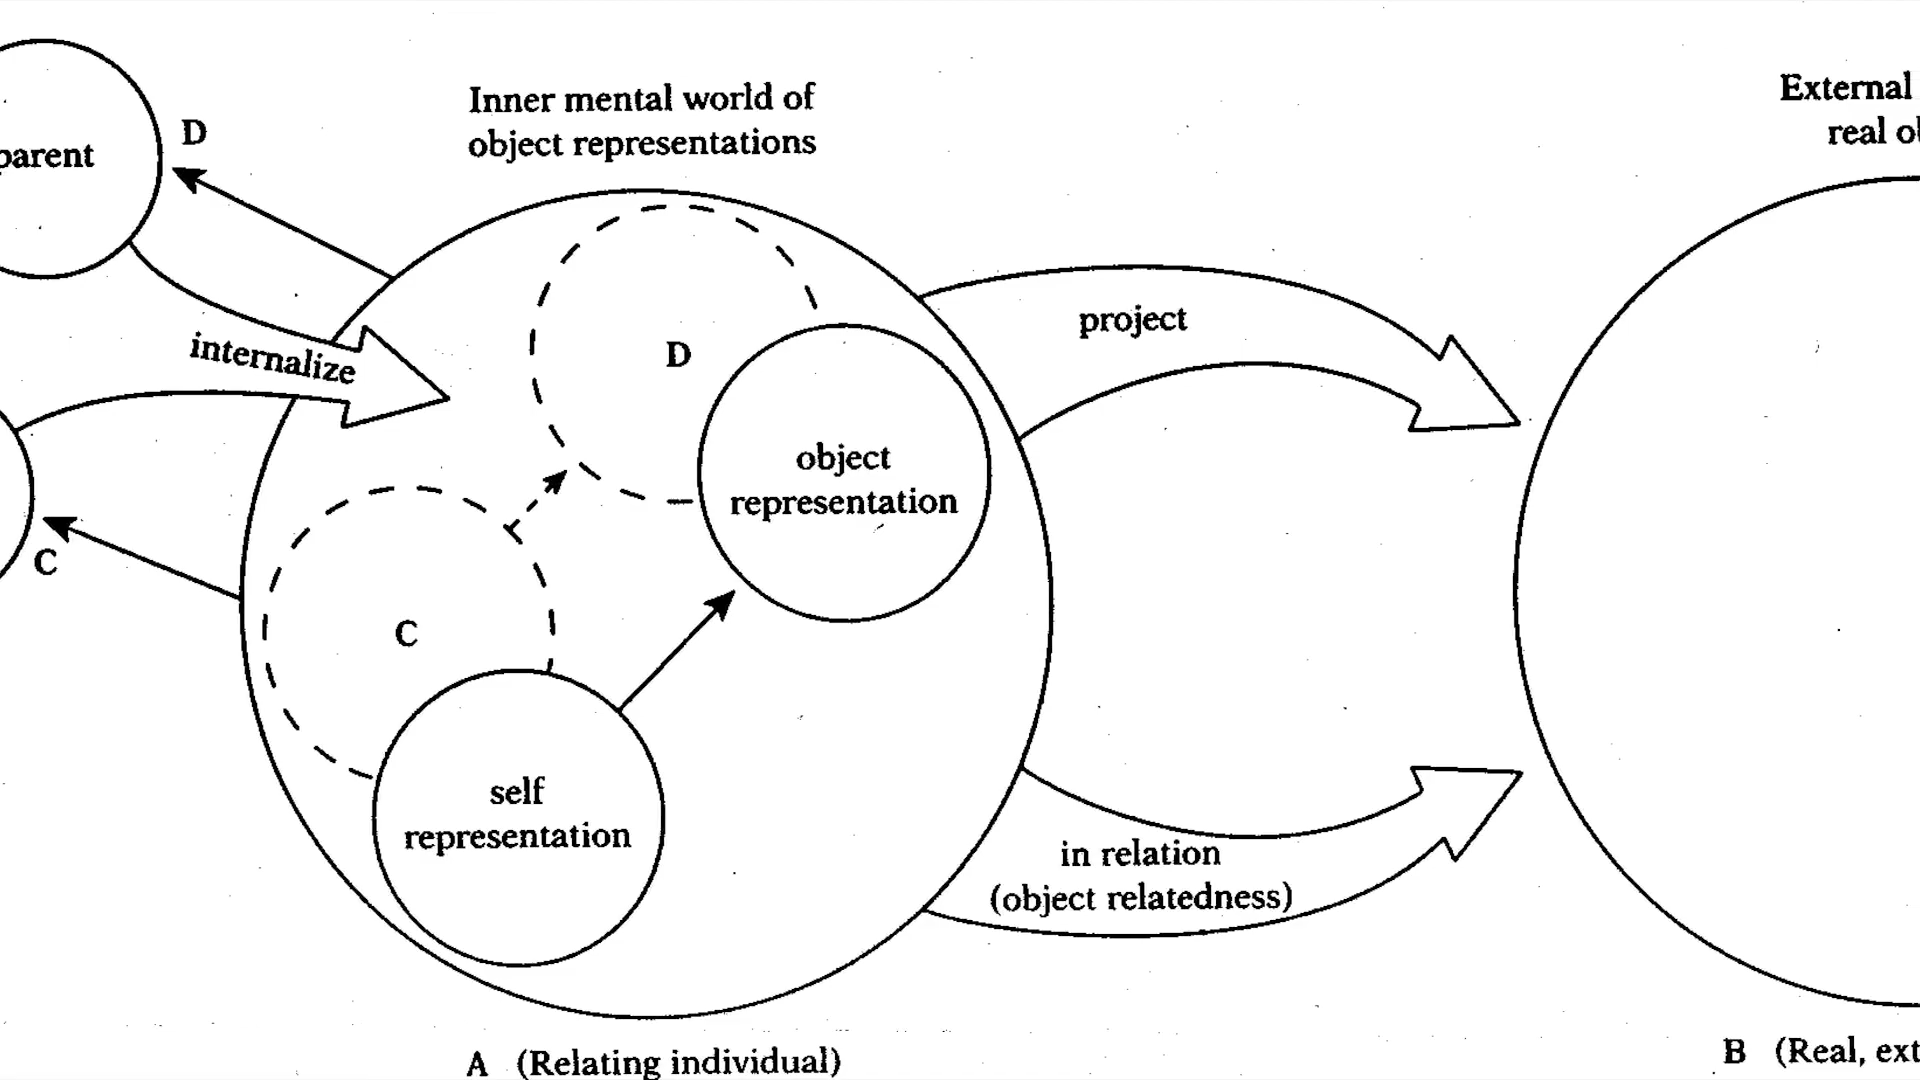 parent
D
Inner mental world of
object representations
External
real
internalize
project
D
object
representation
C
C
self
representation
in relation
(object relatedness)
A (Relating individual)
B (Real,